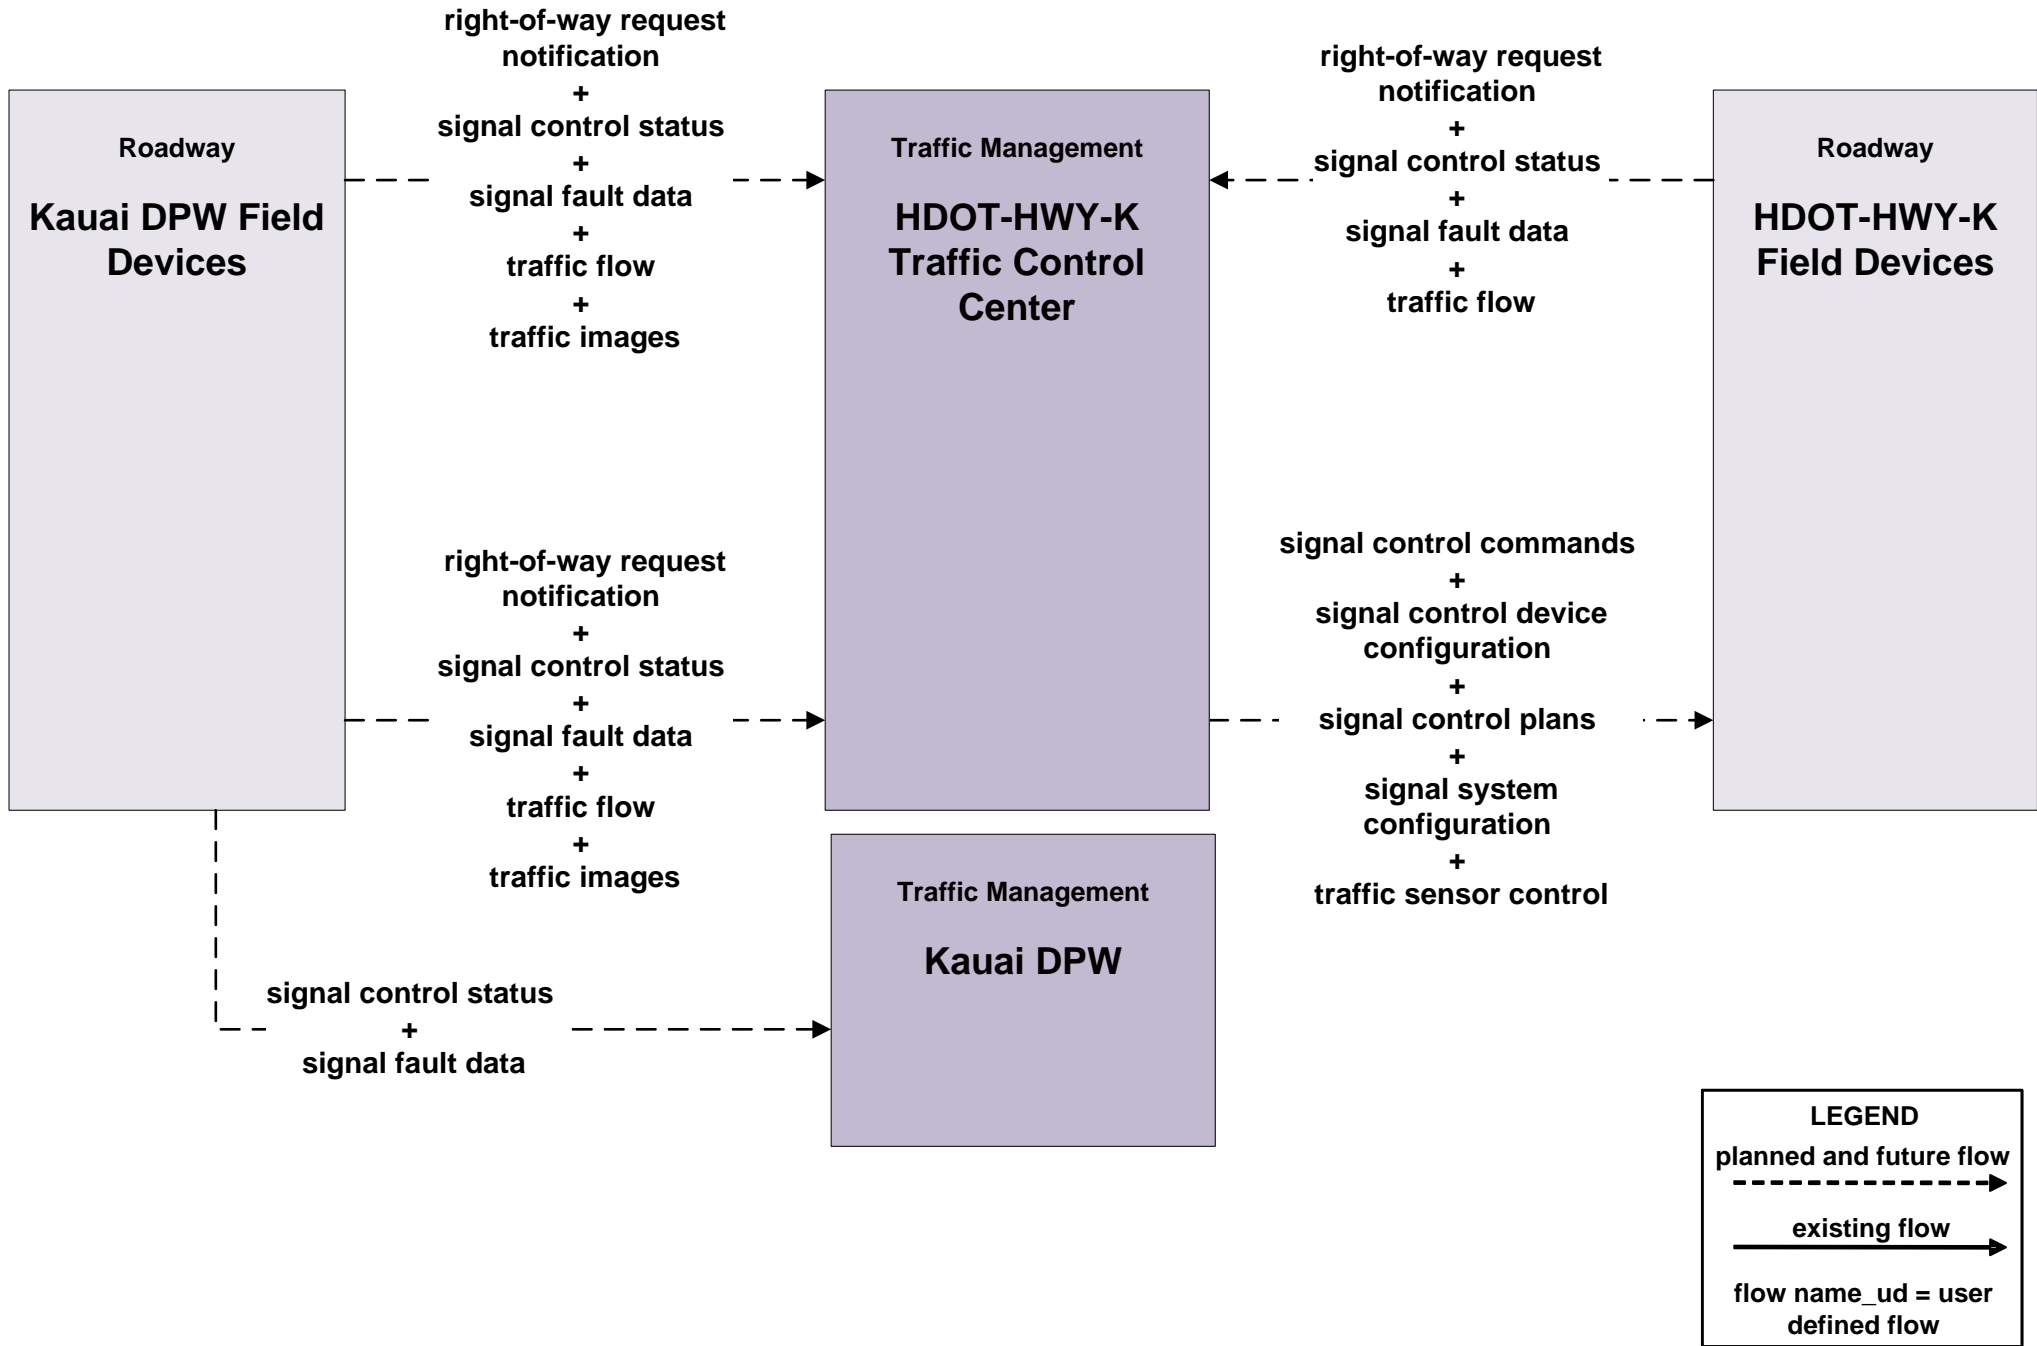 right-of-way request
notification
+
signal control status
+
signal fault data
+
traffic flow
+
traffic images
right-of-way request
notification
+
signal control status
+
signal fault data
+
traffic flow
Roadway
Kauai DPW Field
Devices
Traffic Management
HDOT-HWY-K
Traffic Control
Center
Roadway
HDOT-HWY-K
Field Devices
right-of-way request
notification
+
signal control status
+
signal fault data
+
traffic flow
+
traffic images
signal control commands
+
signal control device
configuration
+
signal control plans
+
signal system
configuration
+
traffic sensor control
Traffic Management
Kauai DPW
signal control status
+
signal fault data
LEGEND
planned and future flow
existing flow
flow name_ud = user
defined flow